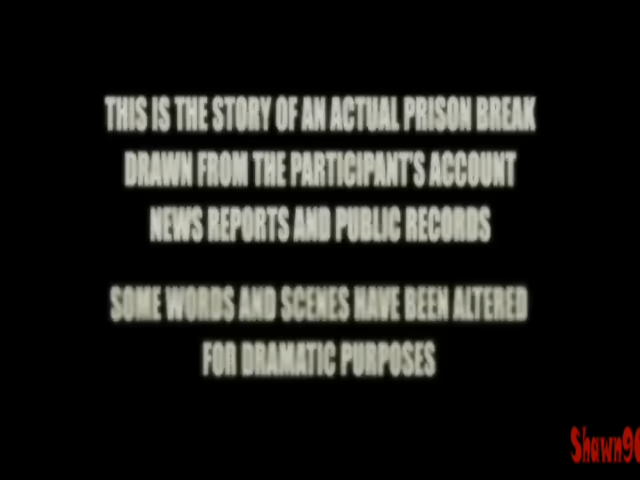 THIS IS THE STORY OF AN ACTUAL PRISON BREAK
DRAWN FROM THE PARTICIPANT'S ACCOUNT
NEWS REPORTS AND PUBLIC RECORDS
SOME WORDS AND SCENES HAVE BEEN ALTERED
FOR DRAMATIC PURPOSES